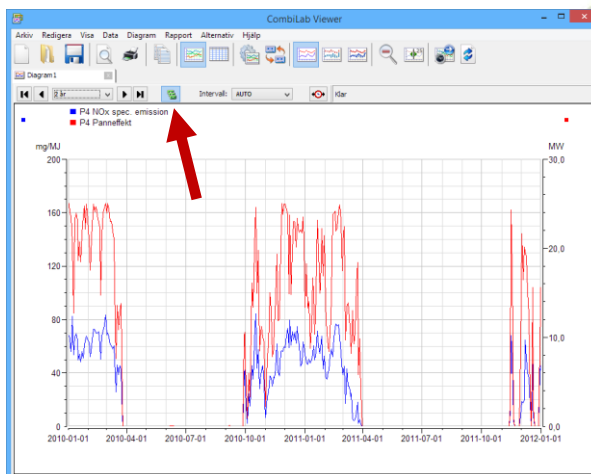 CombiLab Viewer
Arkiv Redigera Visa Data Diagram Rapport Alternativ Hjälp
Diagram1
2 år Intervall: AUTO Klar
P4 NOx spec. emission
P4 Panneffekt
mg/MJ MW
200 30.0
160
20.0
120
80
10.0
40
0 0.0
2010-01-01 2010-04-01 2010-07-01 2010-10-01 2011-01-01 2011-04-01 2011-07-01 2011-10-01 2012-01-01